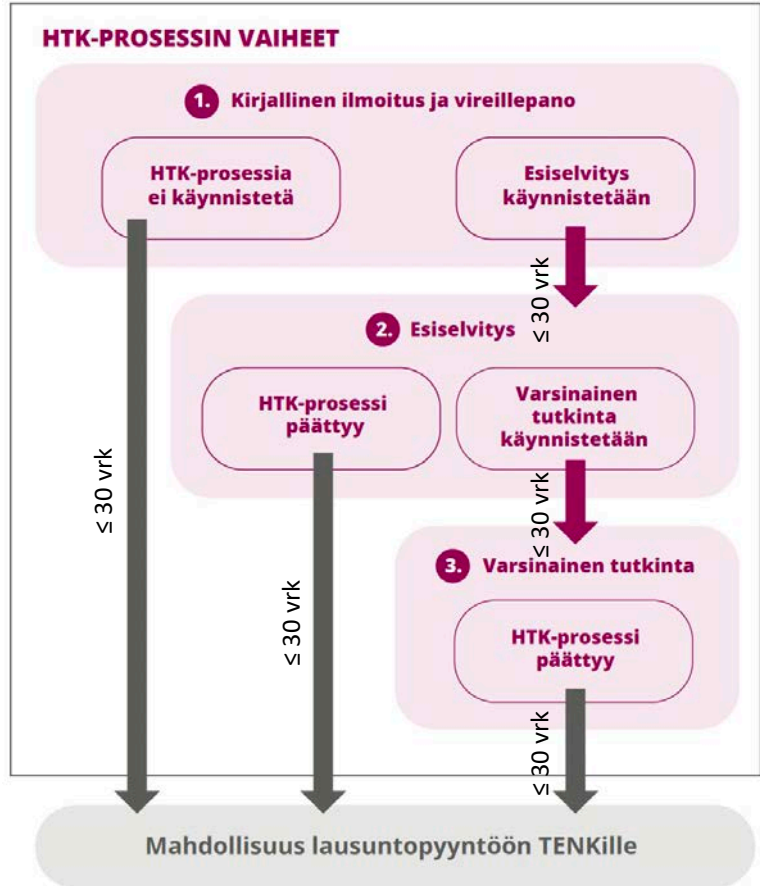 HTK-PROSESSIN VAIHEET
1. Kirjallinen ilmoitus ja vireillepano
HTK-prosessia
ei käynnistetä
Esiselvitys
käynnistetään
≤ 30 vrk
2. Esiselvitys
HTK-prosessi
päättyy
Varsinainen
tutkinta
käynnistetään
≤ 30 vrk
≤ 30 vrk
3. Varsinainen tutkinta
HTK-prosessi
päättyy
≤ 30 vrk
≤ 30 vrk
Mahdollisuus lausuntopyyntöön TENKille